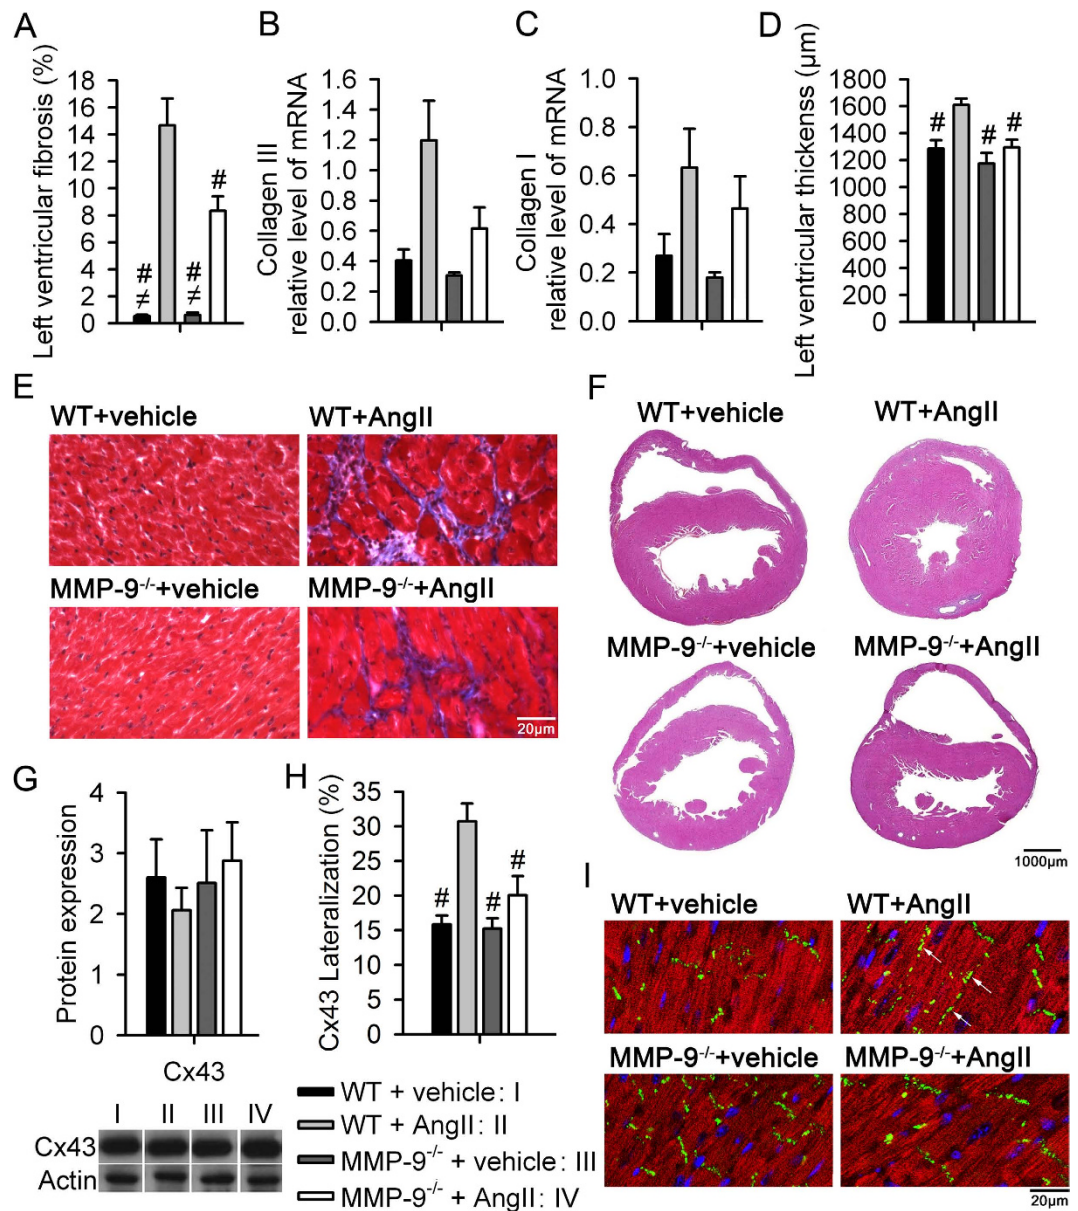 A
Left ventricular fibrosis (%)
18
16
14
12
10
8
6
4
2
0
#
≠
#
≠
#
B
Collagen III
relative level of mRNA
1.6
1.4
1.2
1.0
0.8
0.6
0.4
0.2
0.0
C
Collagen I
relative level of mRNA
1.0
0.8
0.6
0.4
0.2
0.0
D
Left ventricular thickenss (µm)
1800
1600
1400
1200
1000
800
600
400
200
0
#
#
#
E
WT+vehicle
WT+AngII
MMP-9-/-+vehicle
MMP-9-/-+AngII
20µm
F
WT+vehicle
WT+AngII
MMP-9-/-+vehicle
MMP-9-/-+AngII
1000µm
G
Protein expression
4
3
2
1
0
Cx43
I II III IV
Cx43
Actin
H
Cx43 Lateralization (%)
35
30
25
20
15
10
5
0
#
#
#
WT + vehicle: I
WT + AngII: II
MMP-9-/- + vehicle: III
MMP-9-/- + AngII: IV
I
WT+vehicle
WT+AngII
MMP-9-/-+vehicle
MMP-9-/-+AngII
20µm